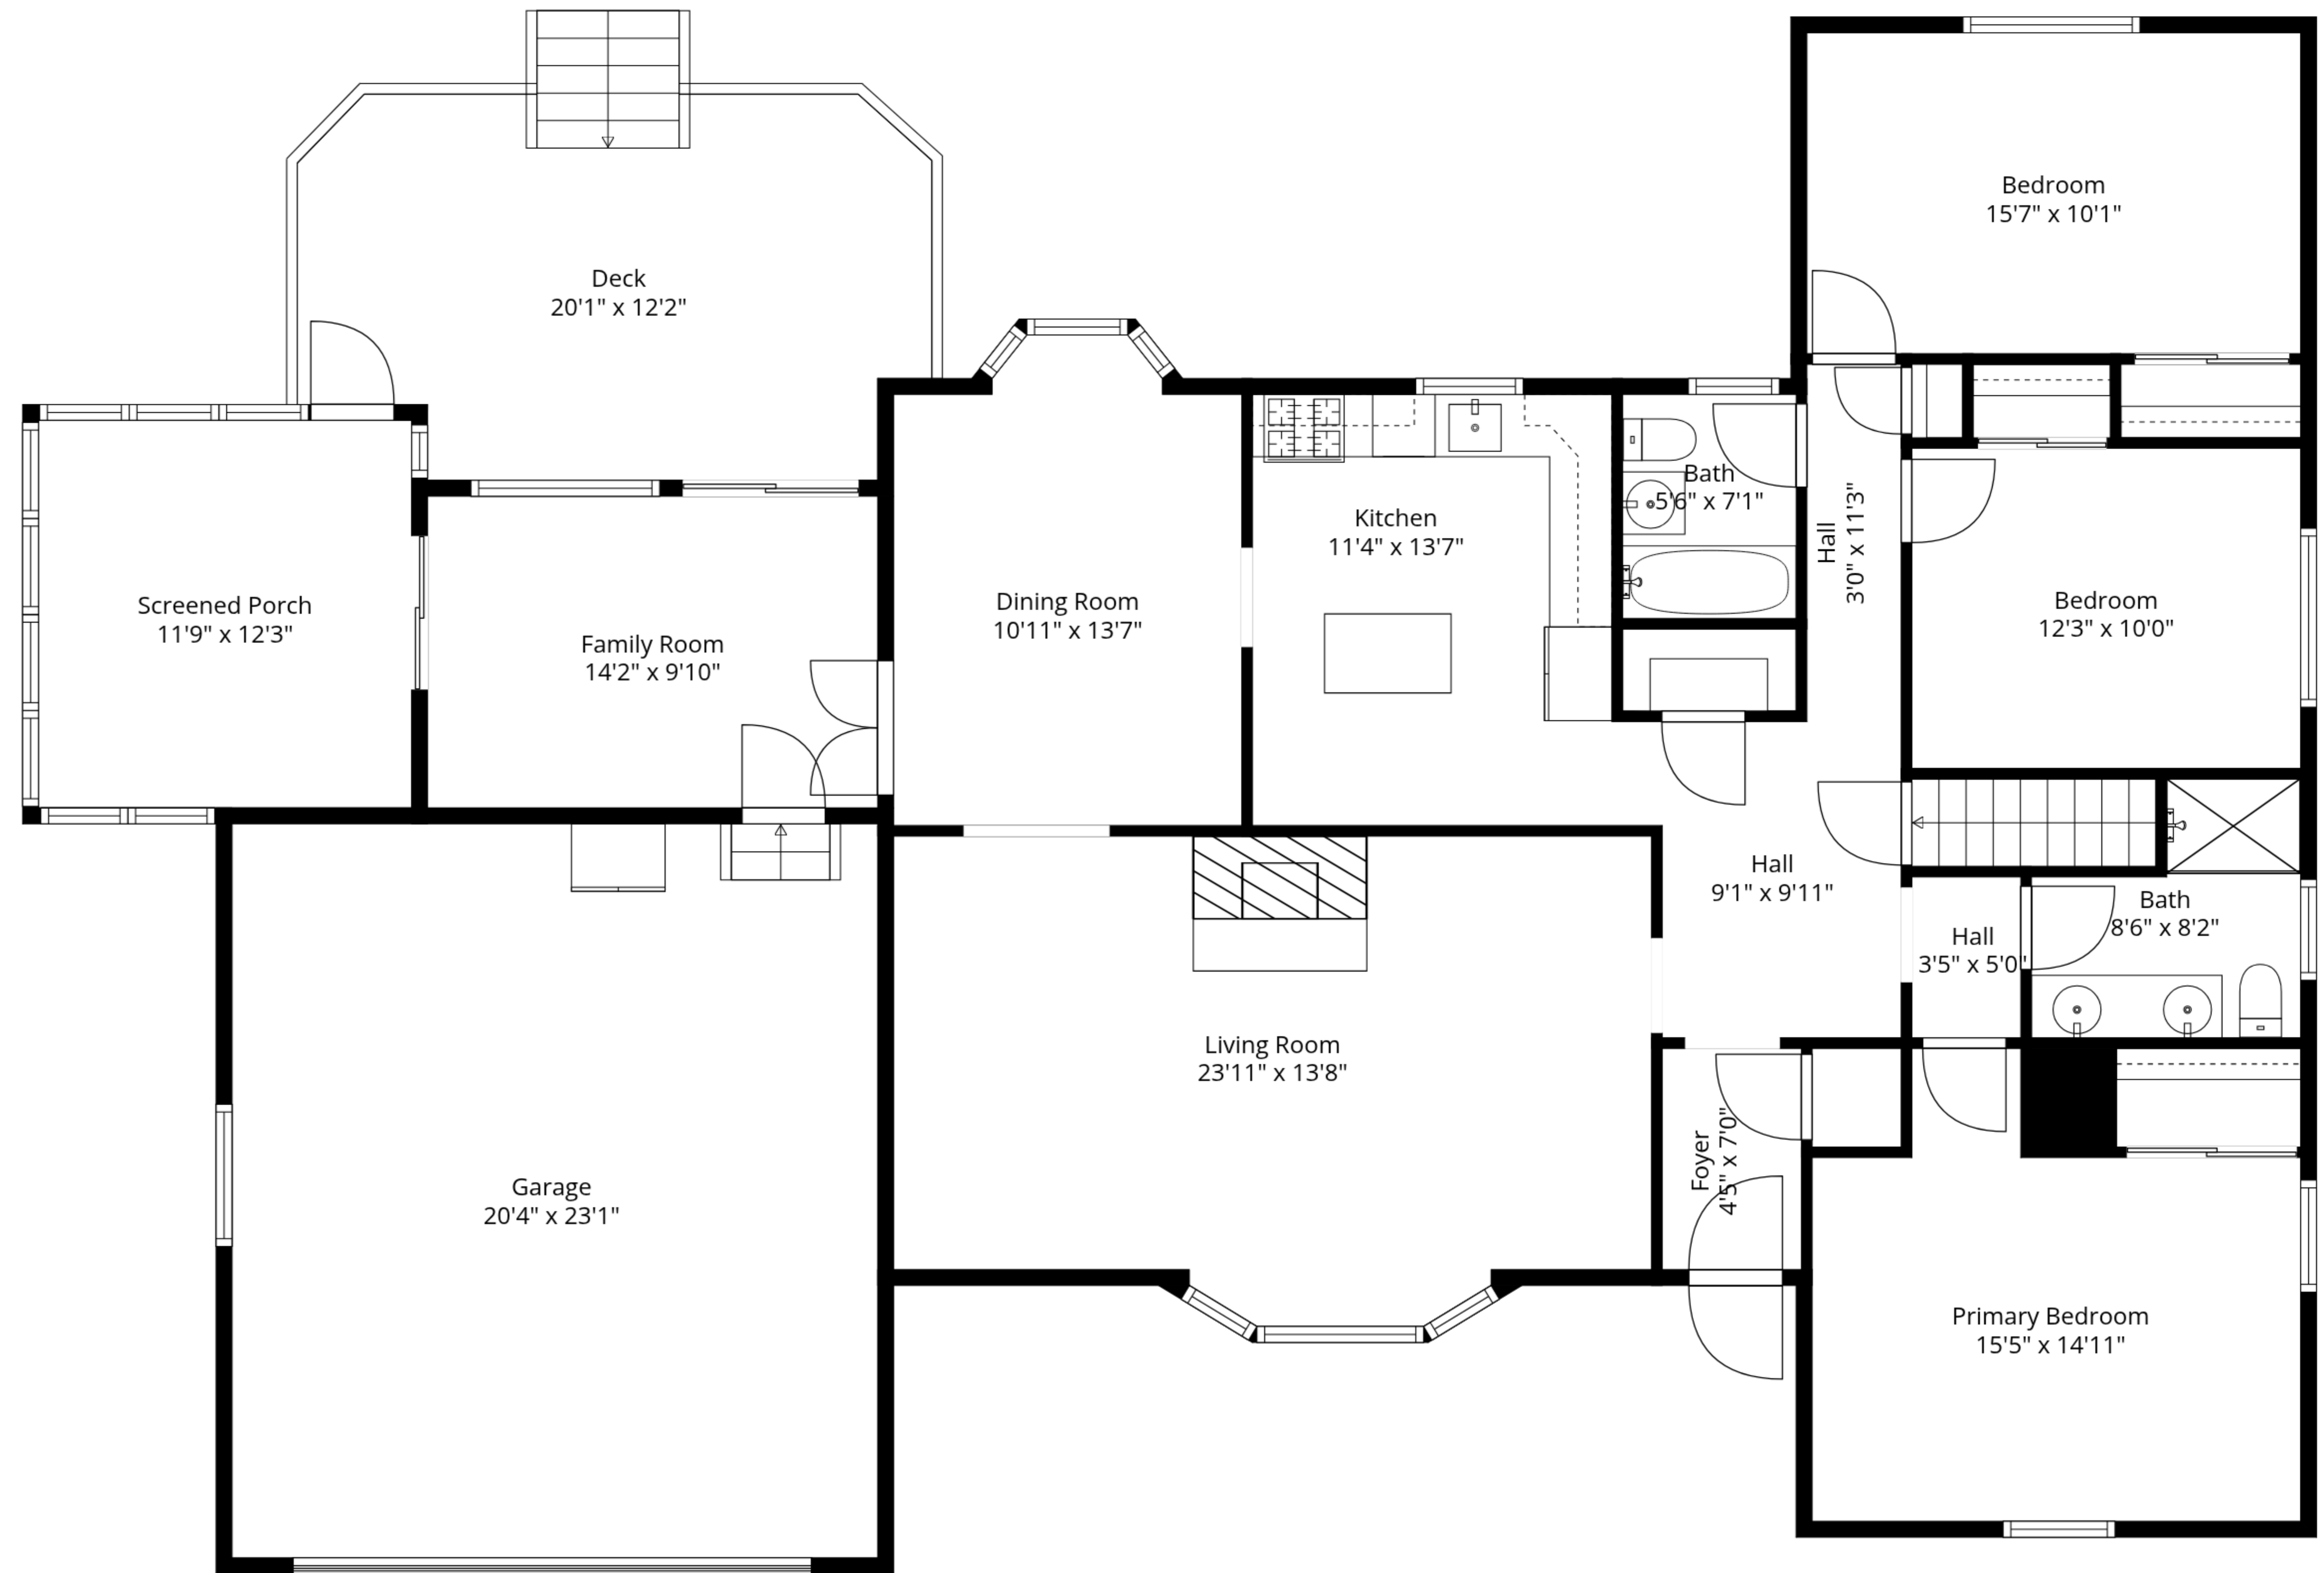 Bedroom
15'7" x 10'1"
Deck
20'1" x 12'2"
Bath
5'6" x 7'1"
Kitchen
11'4" x 13'7"
Hall
3'0" x 11'3"
Dining Room
10'11" x 13'7"
Bedroom
12'3" x 10'0"
Screened Porch
11'9" x 12'3"
Family Room
14'2" x 9'10"
Hall
9'1" x 9'11"
Bath
8'6" x 8'2"
Hall
3'5" x 5'0"
Living Room
23'11" x 13'8"
Foyer
4'5" x 7'0"
Garage
20'4" x 23'1"
Primary Bedroom
15'5" x 14'11"